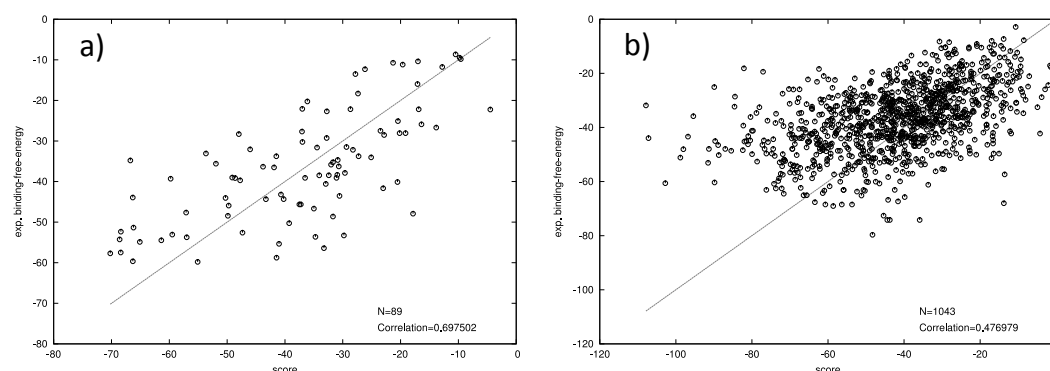 a)
exp. binding-free-energy
0
-10
-20
-30
-40
-50
-60
-70
-80
N=89
Correlation=0.697502
-80 -70 -60 -50 -40 -30 -20 -10 0
score
b)
exp. binding-free-energy
0
-20
-40
-60
-80
-100
-120
N=1043
Correlation=0.476979
-120 -100 -80 -60 -40 -20
score